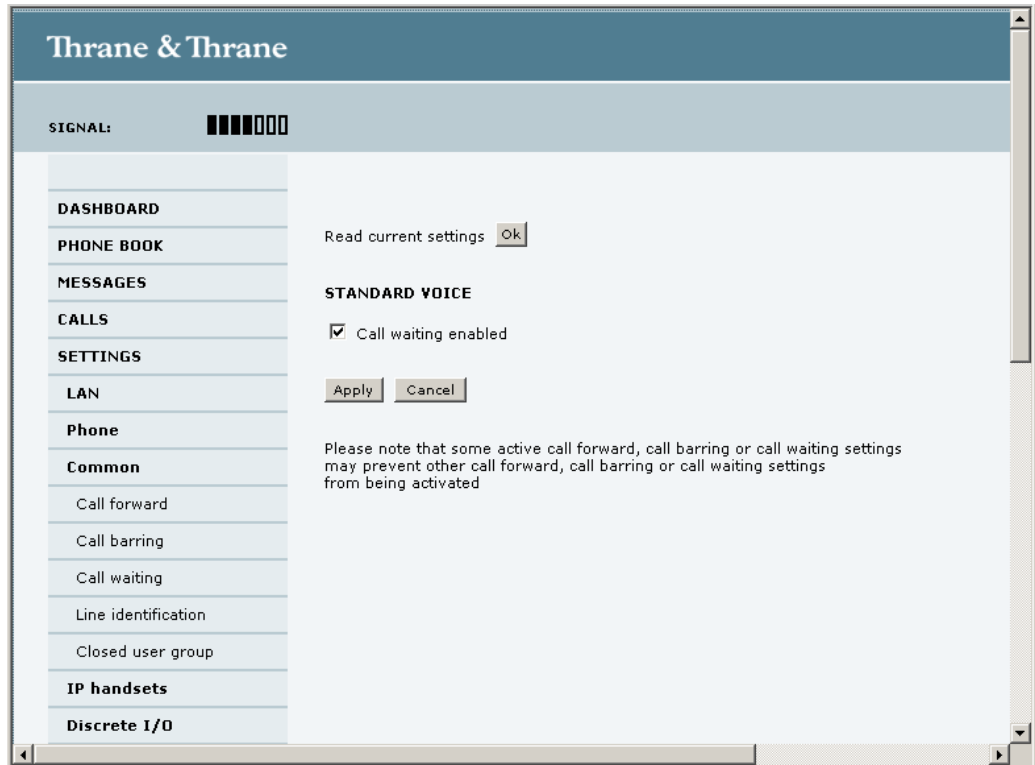 Thrane & Thrane
SIGNAL:
DASHBOARD
PHONE BOOK
MESSAGES
CALLS
SETTINGS
LAN
Phone
Common
Call forward
Call barring
Call waiting
Line identification
Closed user group
IP handsets
Discrete I/O
Read current settings Ok
STANDARD VOICE
Call waiting enabled
Apply Cancel
Please note that some active call forward, call barring or call waiting settings
may prevent other call forward, call barring or call waiting settings
from being activated